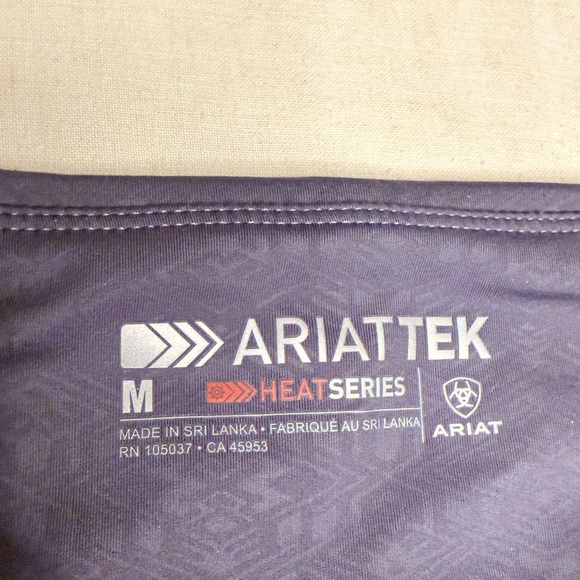 ARIATTEK
M HEATSERIES
MADE IN SRI LANKA • FABRIQUÉ AU SRI LANKA
RN 105037 • CA 45953
ARIAT